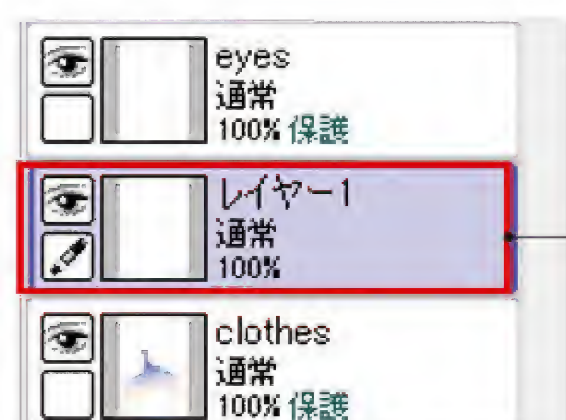 eyes
通常
100% 保護
レイヤー1
通常
100%
clothes
通常
100% 保護